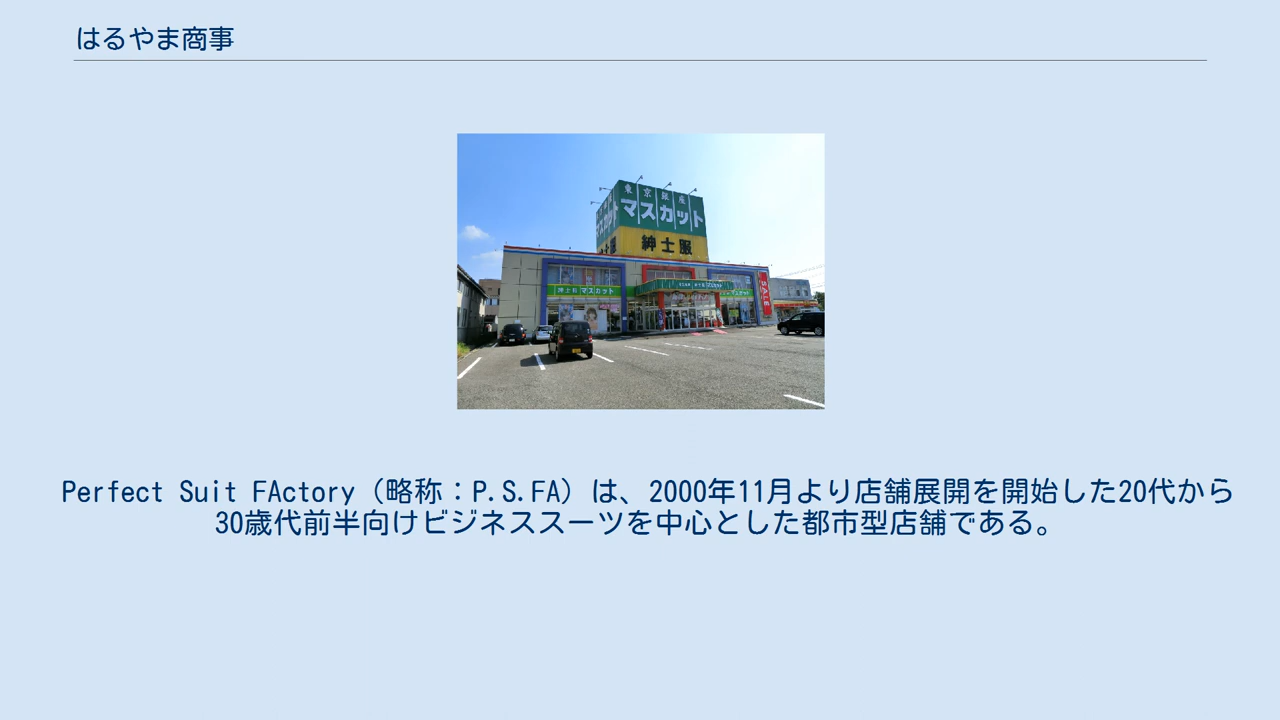 はるやま商事
東京銀座
マスカット
紳士服
紳士服 マスカット
SALE
Perfect Suit FActory（略称：P.S.FA）は、2000年11月より店舗展開を開始した20代から
30歳代前半向けビジネススーツを中心とした都市型店舗である。